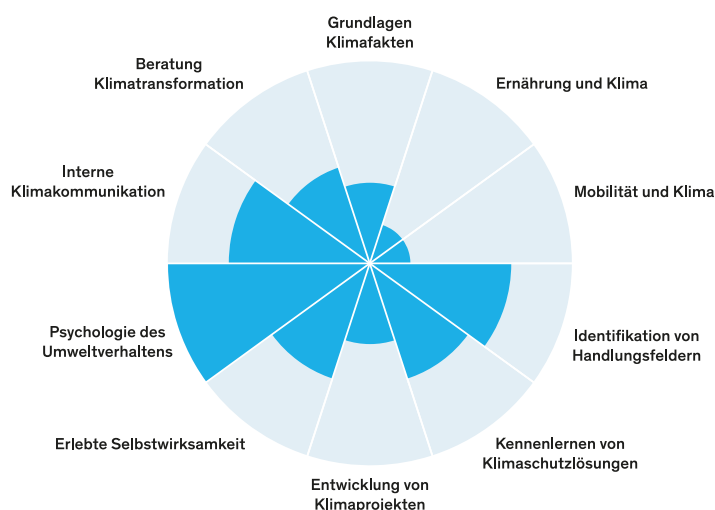 Grundlagen
Klimafakten
Beratung
Klimatransformation
Ernährung und Klima
Interne
Klimakommunikation
Mobilität und Klima
Psychologie des
Umweltverhaltens
Identifikation von
Handlungsfeldern
Erlebte Selbstwirksamkeit
Kennenlernen von
Klimaschutzlösungen
Entwicklung von
Klimaprojekten